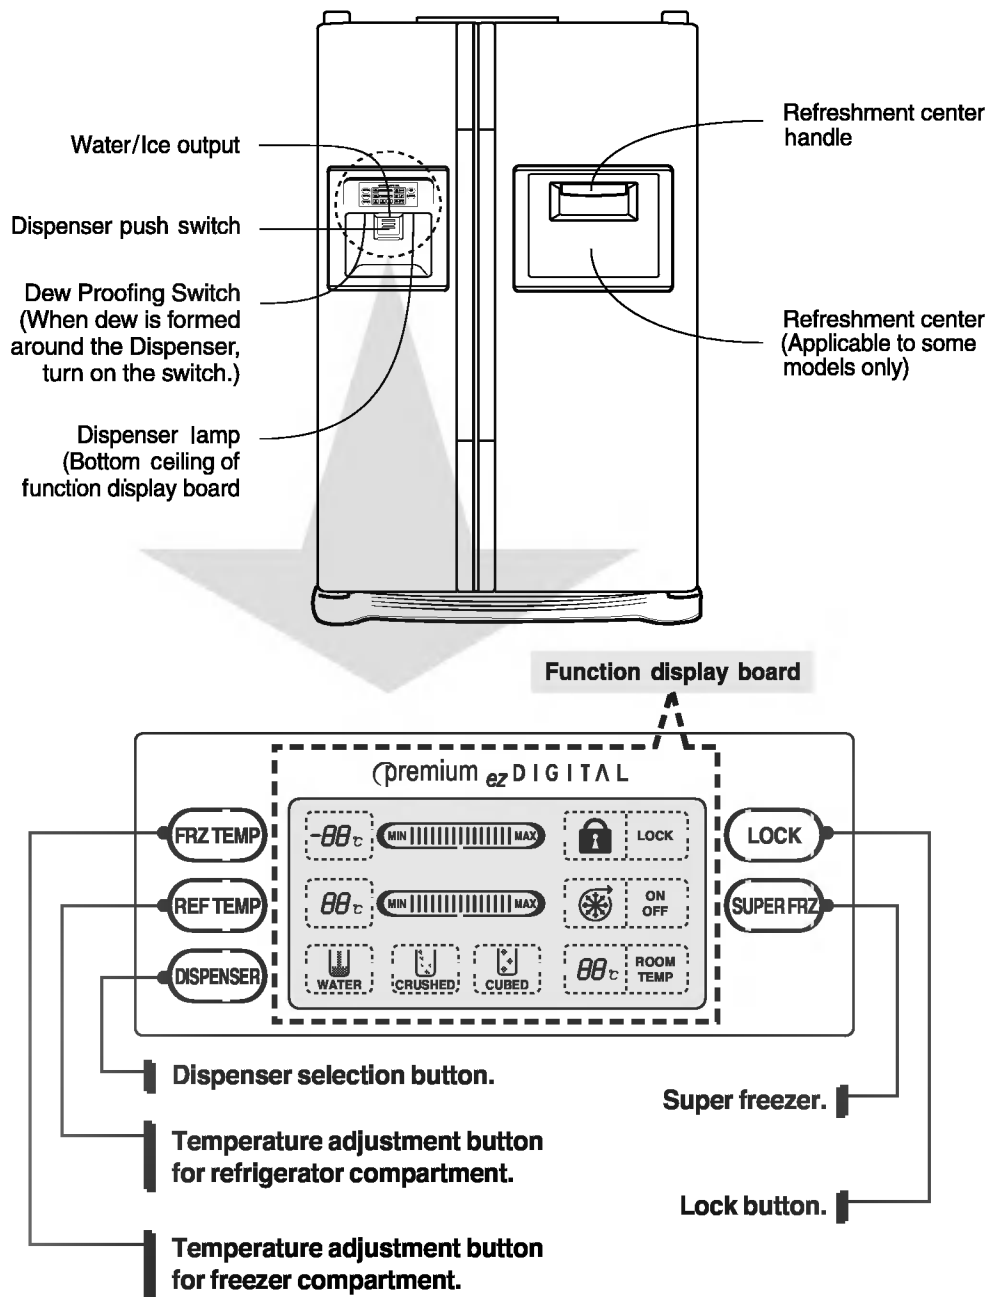 Water/Ice output
Dispenser push switch
Dew Proofing Switch
(When dew is formed
around the Dispenser,
turn on the switch.)
Dispenser lamp
(Bottom ceiling of
function display board
Refreshment center
handle
Refreshment center
(Applicable to some
models only)
Function display board
premium ez DIGITAL
FRZ TEMP
-88 °C
MIN MAX
LOCK
LOCK
REF TEMP
88 °C
MIN MAX
ON
OFF
SUPER FRZ
DISPENSER
WATER
CRUSHED
CUBED
88 °C
ROOM
TEMP
Dispenser selection button.
Temperature adjustment button
for refrigerator compartment.
Temperature adjustment button
for freezer compartment.
Super freezer.
Lock button.